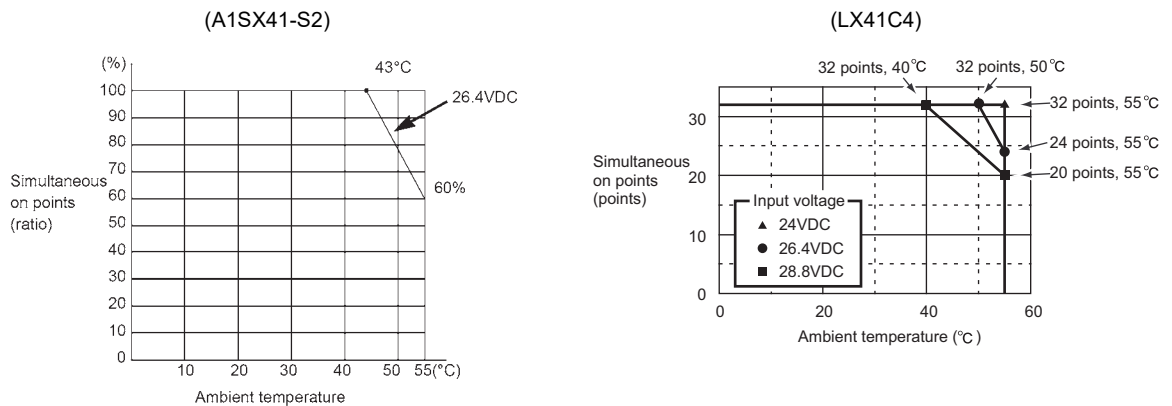 (A1SX41-S2)
(%)
43°C
100
26.4VDC
90
80
70
60%
60
Simultaneous
on points
(ratio)
50
40
30
20
10
0
10 20 30 40 50 55(°C)
Ambient temperature
(LX41C4)
32 points, 40°C
32 points, 50°C
32 points, 55°C
24 points, 55°C
20 points, 55°C
30
20
10
0
Simultaneous
on points
(points)
Input voltage
24VDC
26.4VDC
28.8VDC
0 20 40 60
Ambient temperature (°C)